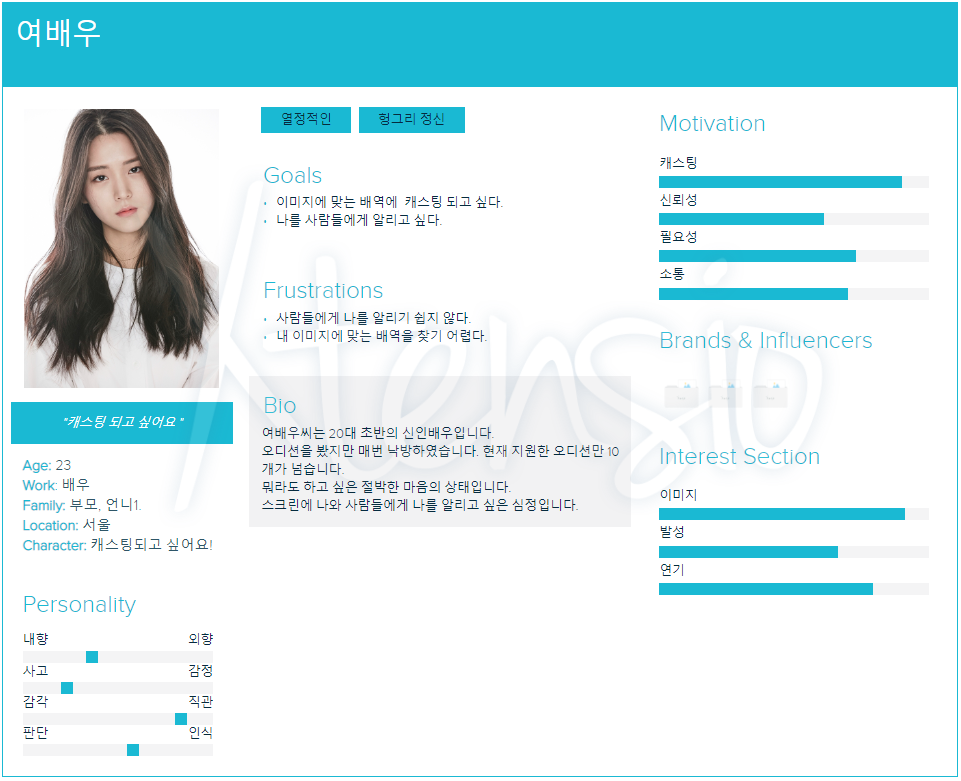 여배우
열정적인 헝그리 정신
Goals
이미지에 맞는 배역에 캐스팅 되고 싶다.
나를 사람들에게 알리고 싶다.
Frustrations
사람들에게 나를 알리기 쉽지 않다.
내 이미지에 맞는 배역을 찾기 어렵다.
Bio
여배우씨는 20대 초반의 신인배우입니다.
오디션을 봤지만 매번 낙방하였습니다. 현재 지원한 오디션만 10
개가 넘습니다.
뭐라도 하고 싶은 절박한 마음의 상태입니다.
스크린에 나와 사람들에게 나를 알리고 싶은 심정입니다.
"캐스팅 되고 싶어요 "
Age: 23
Work: 배우
Family: 부모, 언니1.
Location: 서울
Character: 캐스팅되고 싶어요!
Personality
내향 외향
사고 감정
감각 직관
판단 인식
Motivation
캐스팅
신뢰성
필요성
소통
Brands & Influencers
Interest Section
이미지
발성
연기
Xtensio